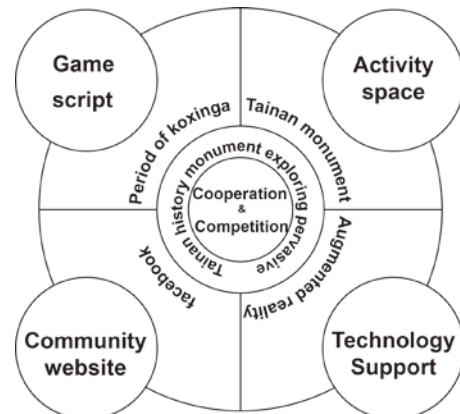 Game
script
Activity
space
Period of koxinga
Tainan monument
Tainan history monument exploring pervasive
Cooperation
&
Competition
facebook
Augmented reality
Community
website
Technology
Support